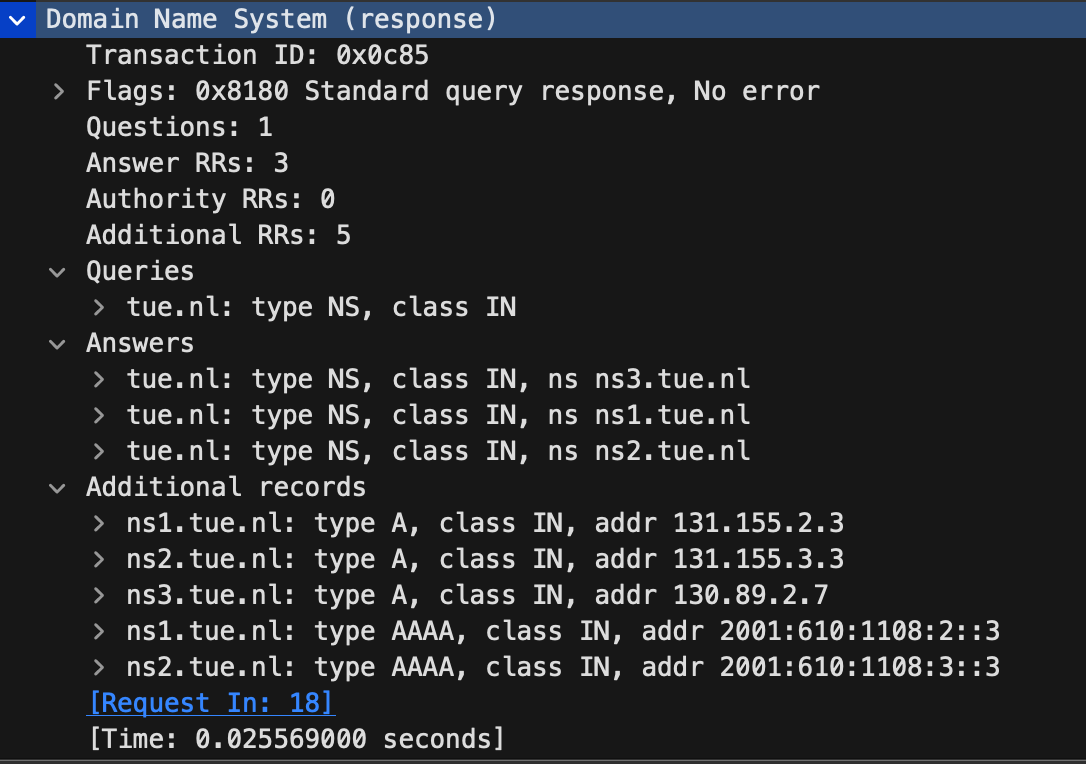 Domain Name System (response)
Transaction ID: 0x0c85
Flags: 0x8180 Standard query response, No error
Questions: 1
Answer RRs: 3
Authority RRs: 0
Additional RRs: 5
Queries
tue.nl: type NS, class IN
Answers
tue.nl: type NS, class IN, ns ns3.tue.nl
tue.nl: type NS, class IN, ns ns1.tue.nl
tue.nl: type NS, class IN, ns ns2.tue.nl
Additional records
ns1.tue.nl: type A, class IN, addr 131.155.2.3
ns2.tue.nl: type A, class IN, addr 131.155.3.3
ns3.tue.nl: type A, class IN, addr 130.89.2.7
ns1.tue.nl: type AAAA, class IN, addr 2001:610:1108:2::3
ns2.tue.nl: type AAAA, class IN, addr 2001:610:1108:3::3
[Request In: 18]
[Time: 0.025569000 seconds]